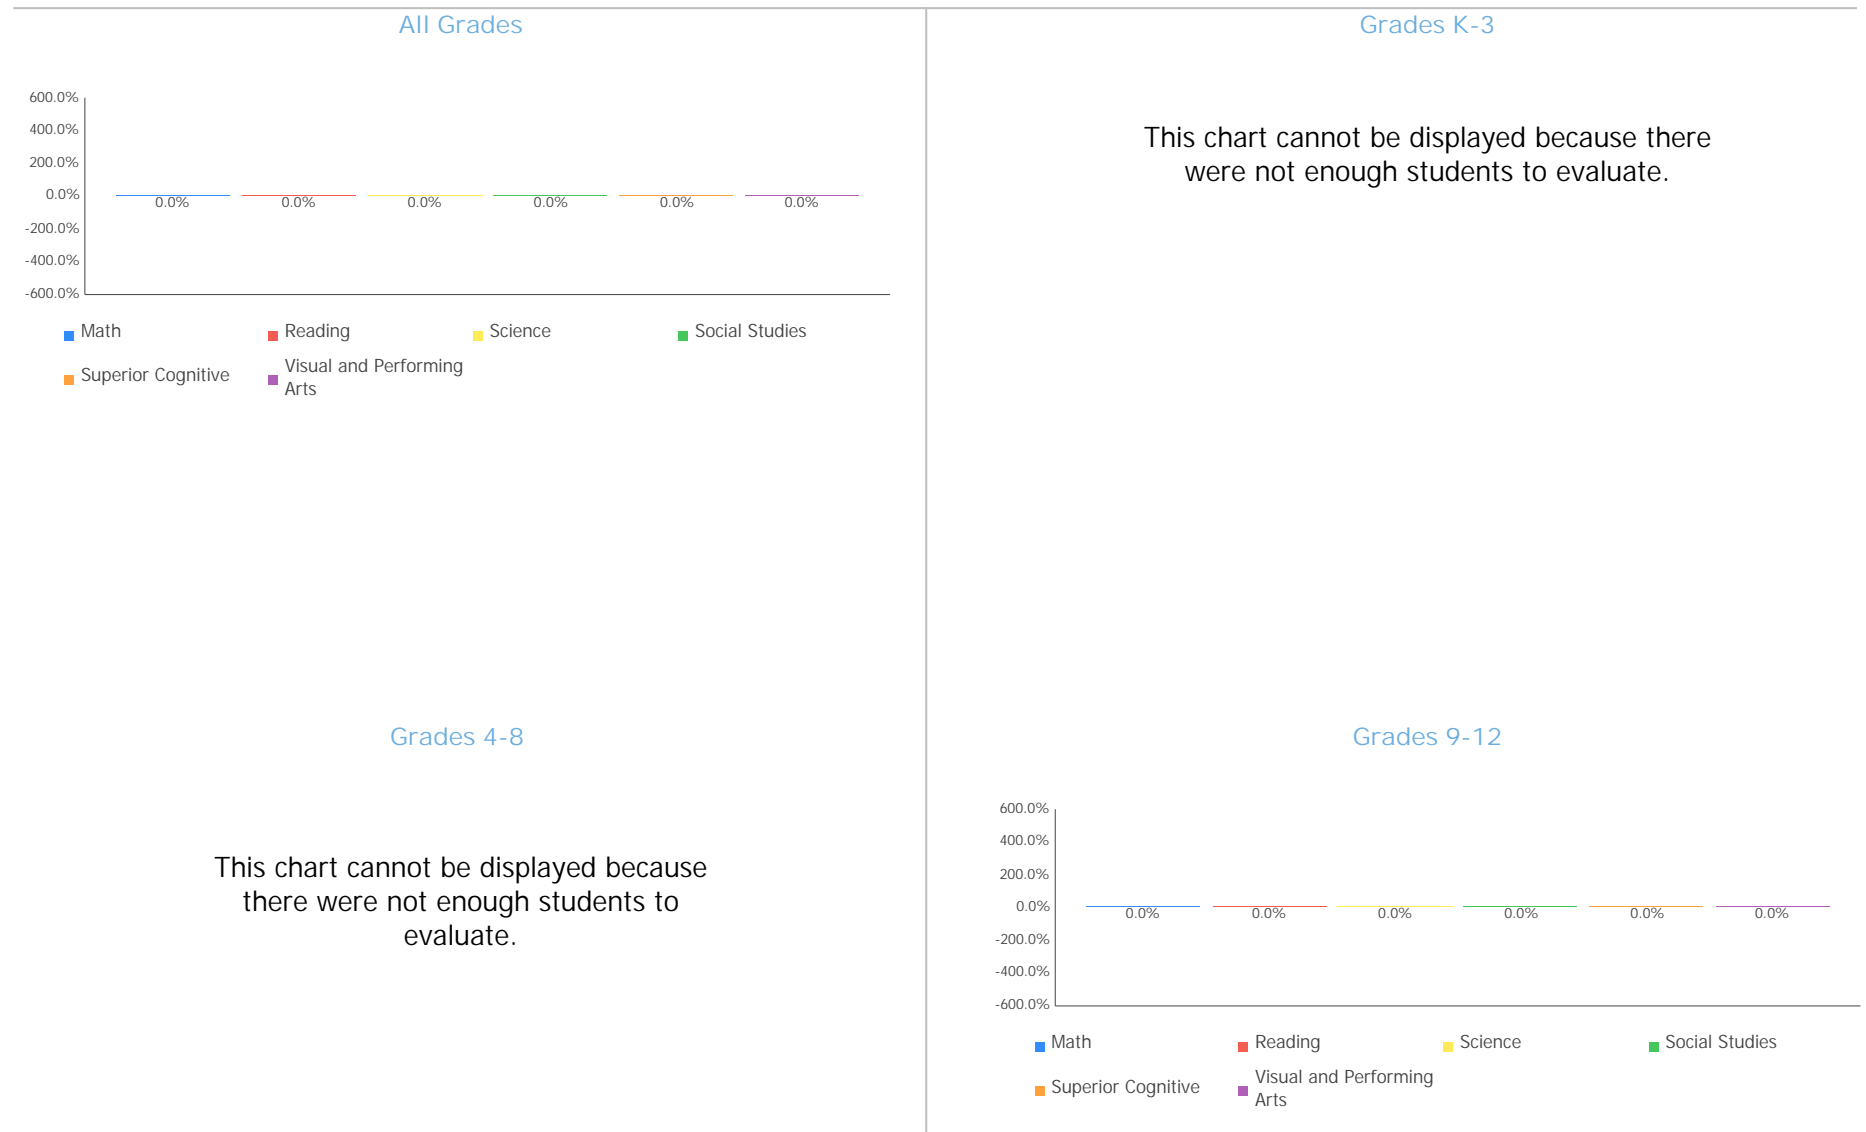 All Grades
600.0%
400.0%
200.0%
0.0%
-200.0%
-400.0%
-600.0%
0.0% 0.0% 0.0% 0.0% 0.0% 0.0%
Math Reading Science Social Studies
Superior Cognitive Visual and Performing
Arts
Grades K-3
This chart cannot be displayed because there
were not enough students to evaluate.
Grades 4-8
This chart cannot be displayed because
there were not enough students to
evaluate.
Grades 9-12
600.0%
400.0%
200.0%
0.0%
-200.0%
-400.0%
-600.0%
0.0% 0.0% 0.0% 0.0% 0.0% 0.0%
Math Reading Science Social Studies
Superior Cognitive Visual and Performing
Arts